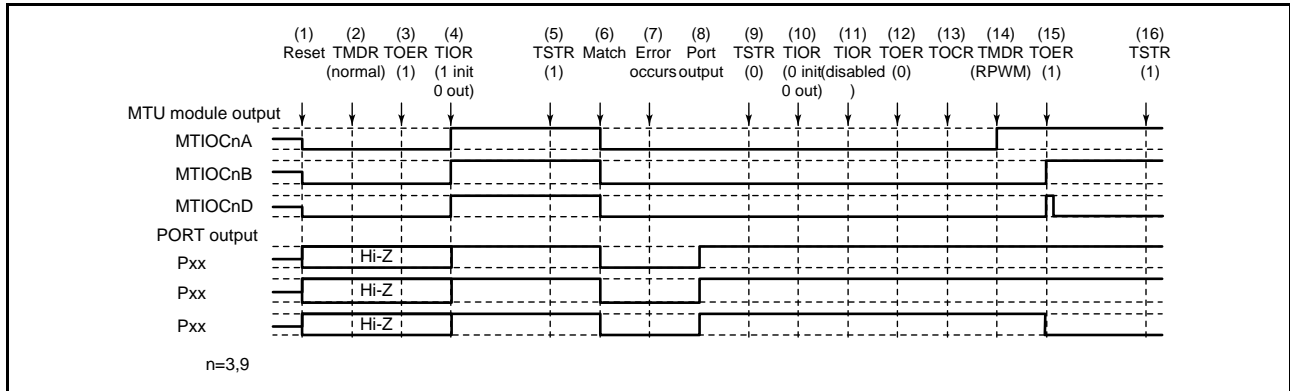 (1) (2) (3) (4) (5) (6) (7) (8) (9) (10) (11) (12) (13) (14) (15) (16)
Reset TMDR TOER TIOR TSTR Match Error Port TSTR TIOR TIOR TOER TOCR TMDR TOER TSTR
(normal) (1) (1 init (1) occurs output (0) (0 init (disabled (0) (RPWM) (1) (1)
0 out) 0 out) )
MTU module output
MTIOCnA
MTIOCnB
MTIOCnD
PORT output
Pxx Hi-Z
Pxx Hi-Z
Pxx Hi-Z
n=3,9